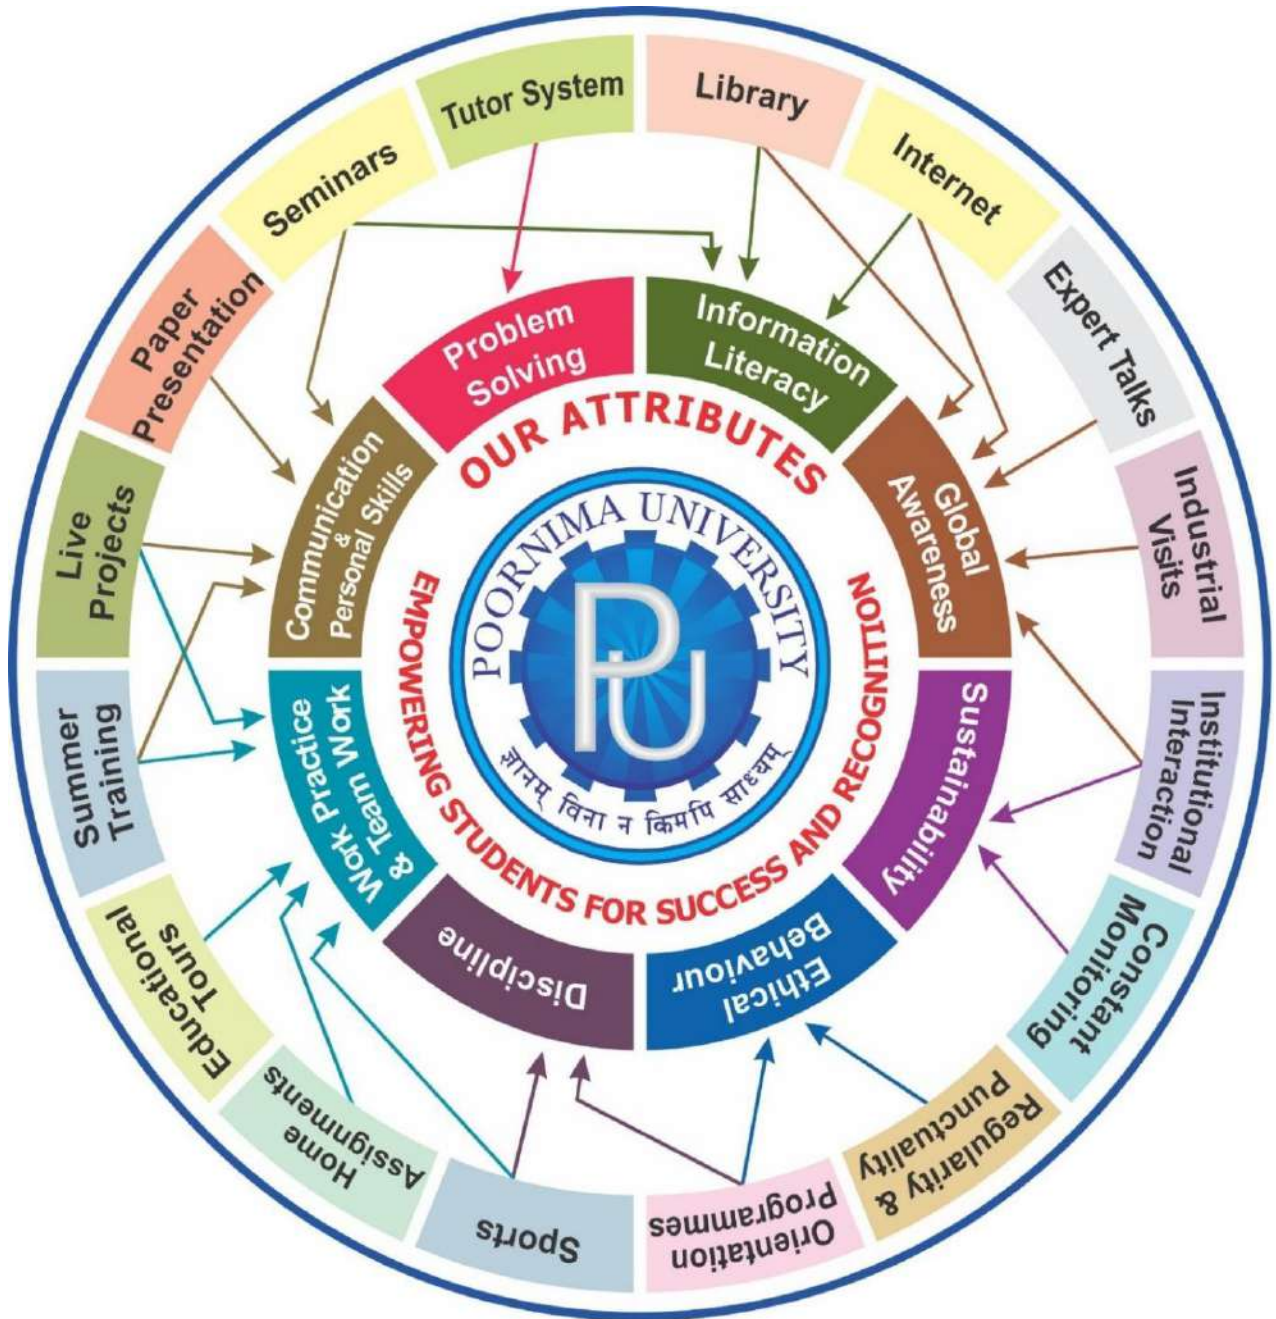 Tutor System
Library
Internet
Expert Talks
Industrial
Visits
Institutional
Interaction
Constant
Monitoring
Regularity &
Punctuality
Orientation
Programmes
Sports
Home
Assignments
Educational
Tours
Summer
Training
Live
Projects
Paper
Presentation
Seminars
Problem
Solving
Information
Literacy
Global
Awareness
Sustainability
Ethical
Behaviour
Discipline
Work Practice
& Team Work
Communication
&
Personal Skills
OUR ATTRIBUTES
EMPOWERING STUDENTS FOR SUCCESS AND RECOGNITION
POORNIMA UNIVERSITY
PU
ज्ञानम् विना न किमपि साध्यम्